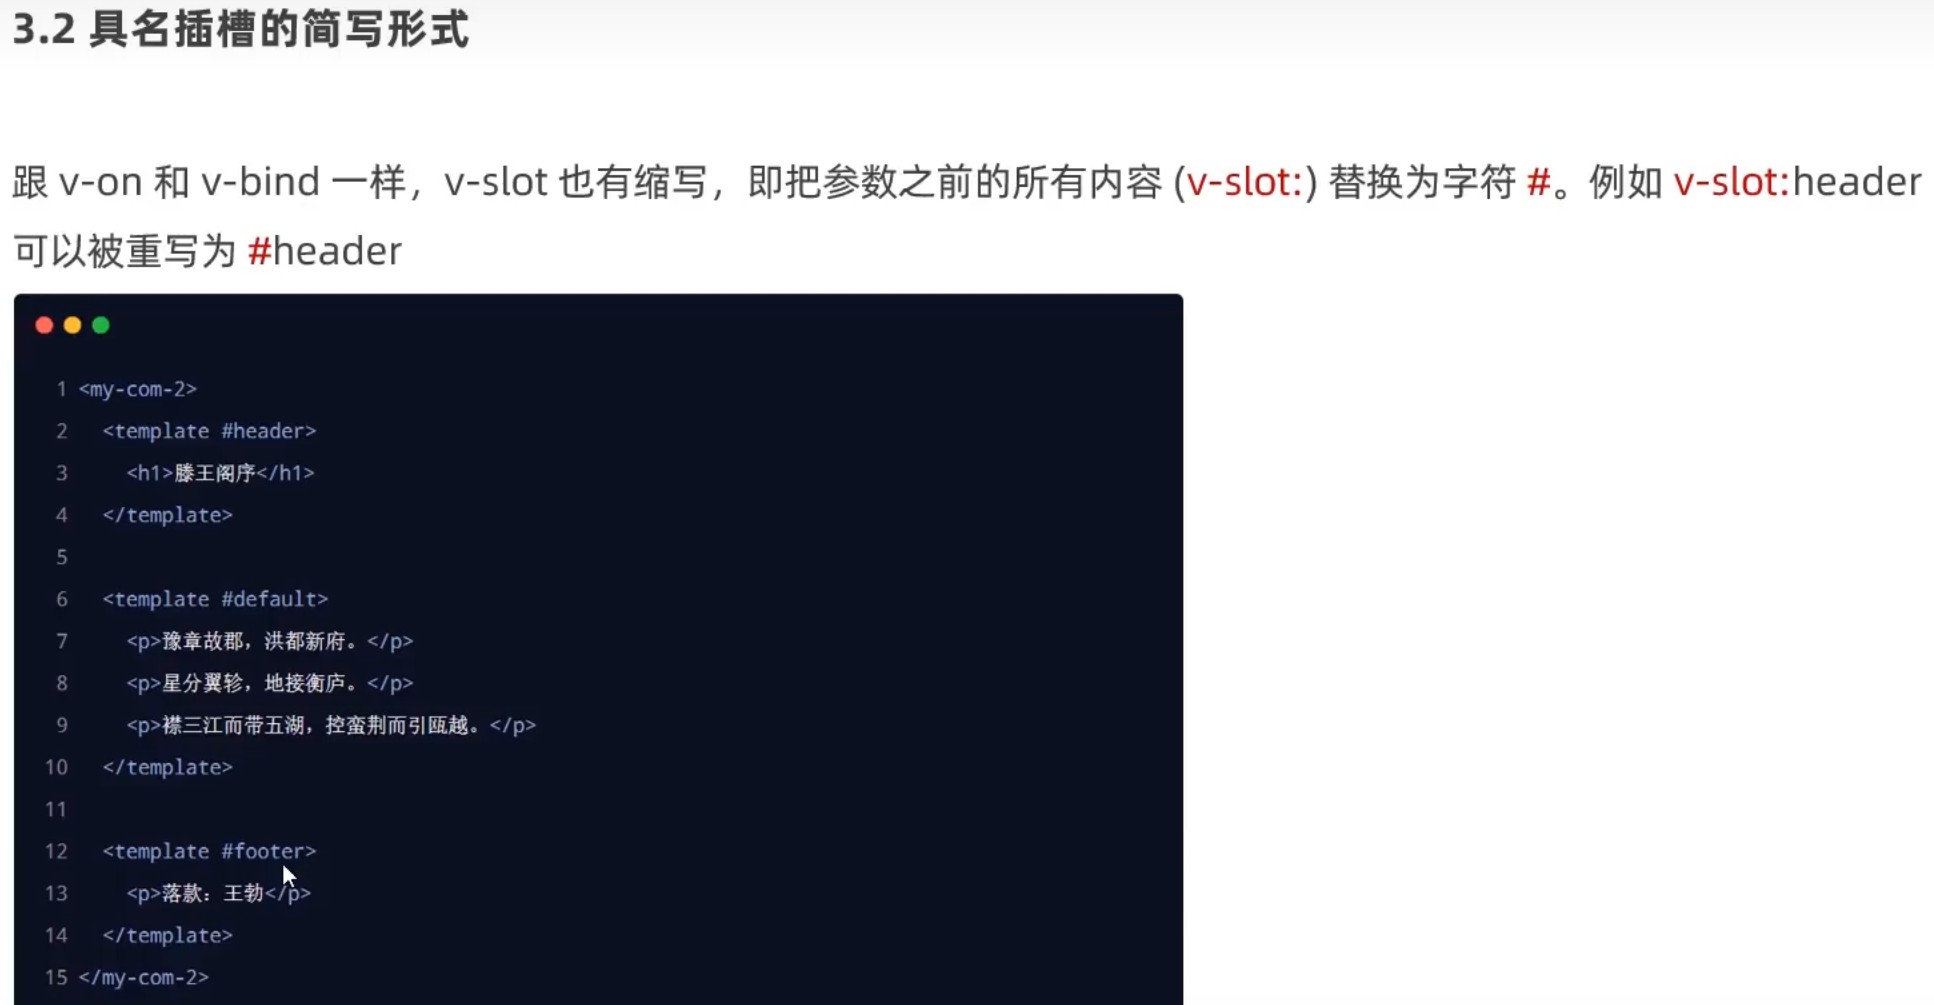 3.2 具名插槽的简写形式
跟 v-on 和 v-bind 一样，v-slot 也有缩写，即把参数之前的所有内容 (v-slot:) 替换为字符 #。例如 v-slot:header
可以被重写为 #header
1 <my-com-2>
2 <template #header>
3 <h1>滕王阁序</h1>
4 </template>
5
6 <template #default>
7 <p>豫章故郡，洪都新府。</p>
8 <p>星分翼轸，地接衡庐。</p>
9 <p>襟三江而带五湖，控蛮荆而引瓯越。</p>
10 </template>
11
12 <template #footer>
13 <p>落款：王勃</p>
14 </template>
15 </my-com-2>